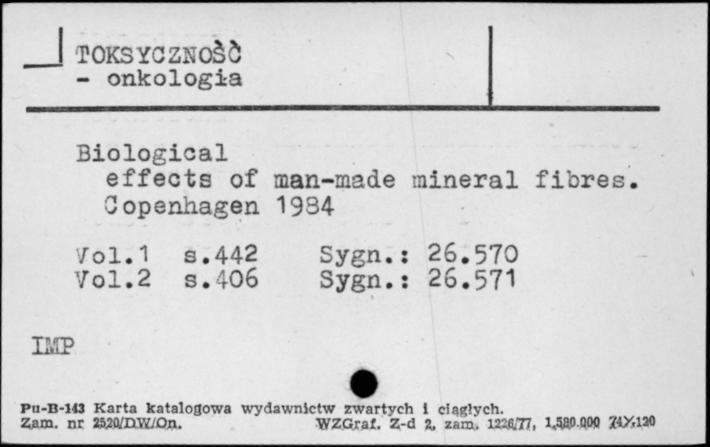 TOKSYCZNOŚĆ
- onkologia
Biological
effects of man-made mineral fibres.
Copenhagen 1984
Vol.1 s.442 Sygn.: 26.570
Vol.2 s.406 Sygn.: 26.571
IMP
Pu-B-143 Karta katalogowa wydawnictw zwartych i ciągłych.
Zam. nr 2520/DW/On. WZGraf. Z-d 2, zam. 1226/77, 1,580.000 74X120